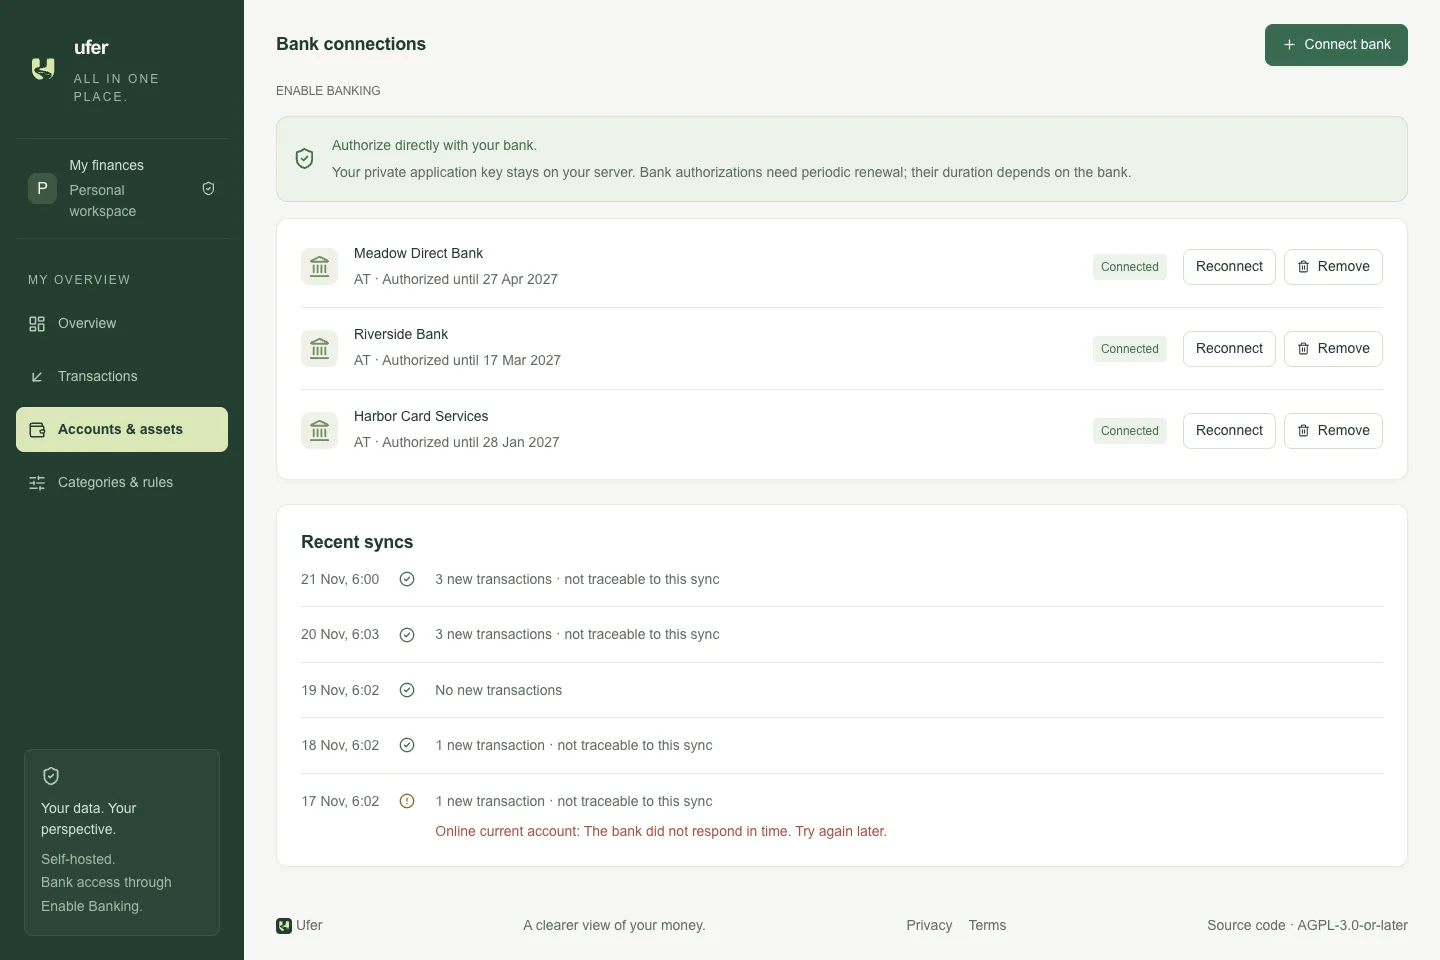 ufer
ALL IN ONE
PLACE.
P
My finances
Personal
workspace
MY OVERVIEW
Overview
Transactions
Accounts & assets
Categories & rules
Your data. Your
perspective.
Self-hosted.
Bank access through
Enable Banking.
Bank connections
Connect bank
ENABLE BANKING
Authorize directly with your bank.
Your private application key stays on your server. Bank authorizations need periodic renewal; their duration depends on the bank.
Meadow Direct Bank
AT · Authorized until 27 Apr 2027
Connected
Reconnect
Remove
Riverside Bank
AT · Authorized until 17 Mar 2027
Connected
Reconnect
Remove
Harbor Card Services
AT · Authorized until 28 Jan 2027
Connected
Reconnect
Remove
Recent syncs
21 Nov, 6:00 3 new transactions · not traceable to this sync
20 Nov, 6:03 3 new transactions · not traceable to this sync
19 Nov, 6:02 No new transactions
18 Nov, 6:02 1 new transaction · not traceable to this sync
17 Nov, 6:02 1 new transaction · not traceable to this sync
Online current account: The bank did not respond in time. Try again later.
Ufer
A clearer view of your money.
Privacy
Terms
Source code · AGPL-3.0-or-later